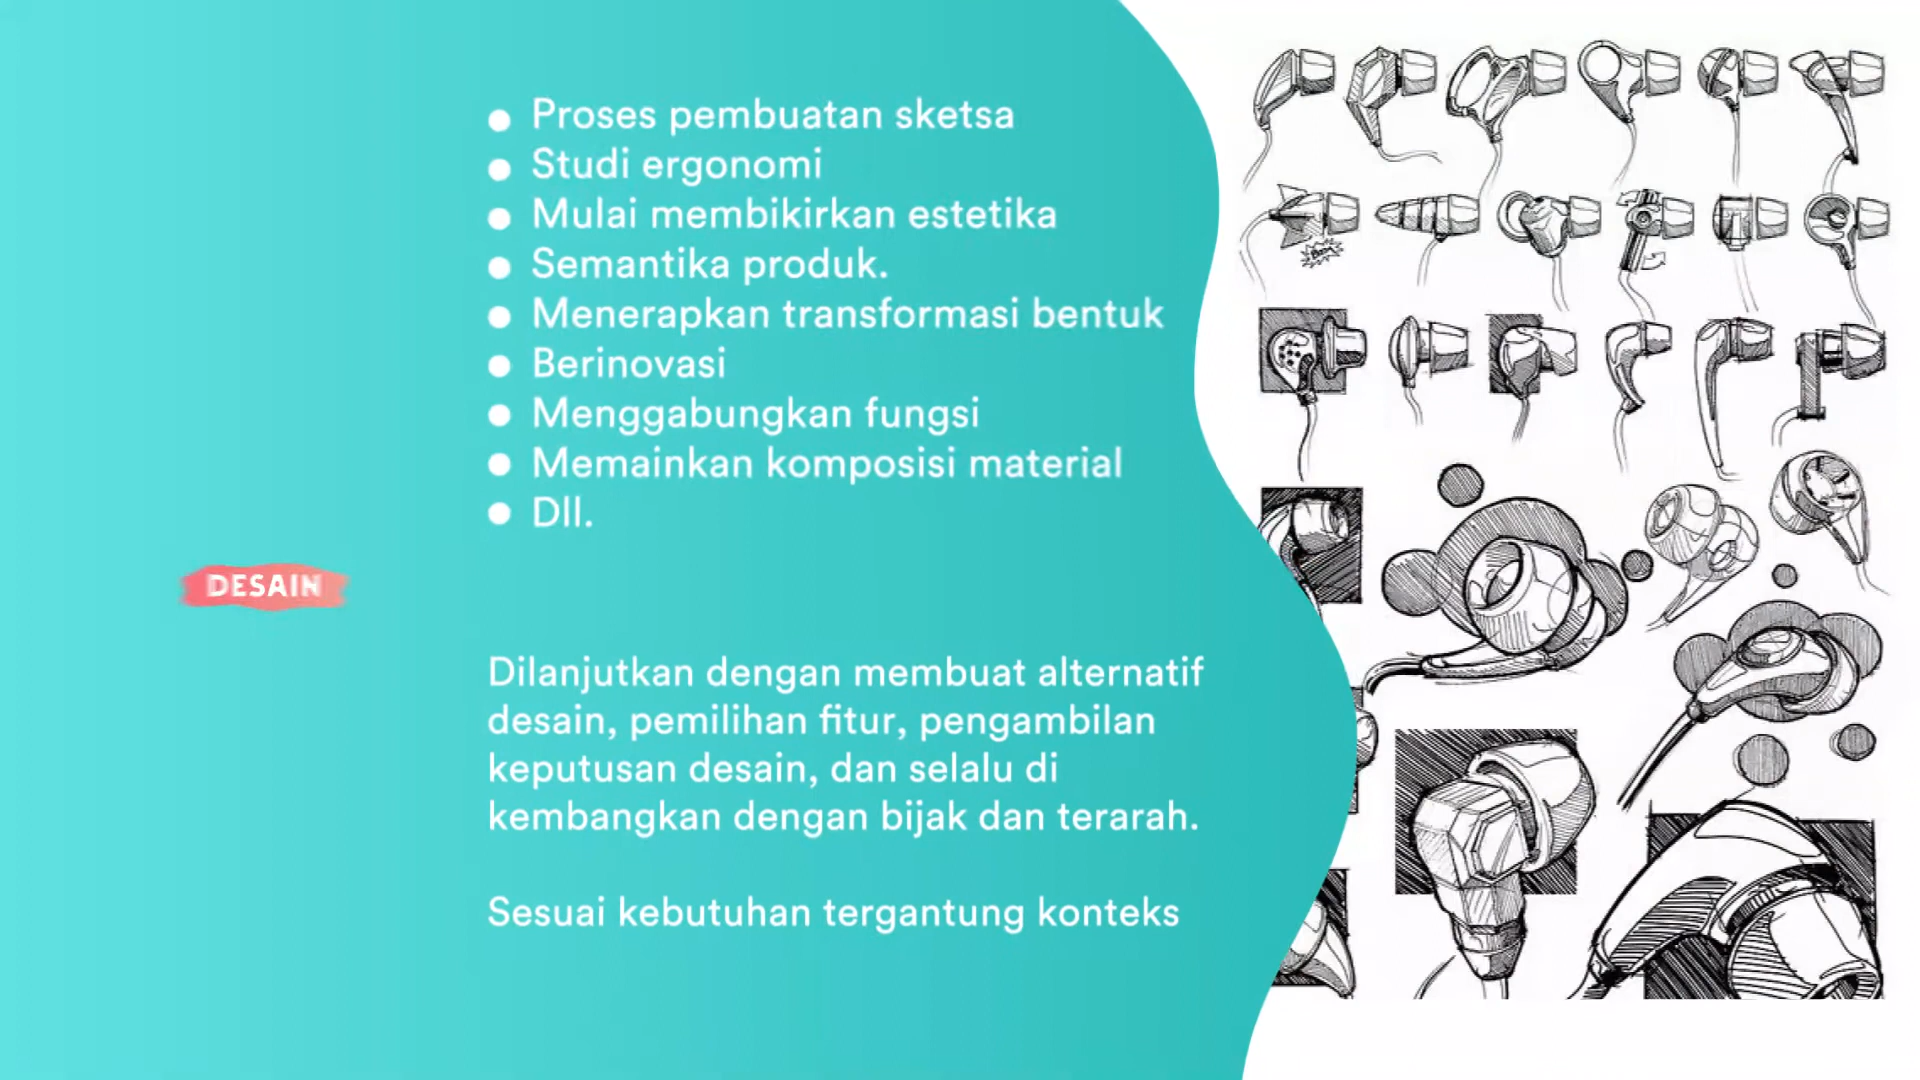 Proses pembuatan sketsa
Studi ergonomi
Mulai membikirkan estetika
Semantika produk.
Menerapkan transformasi bentuk
Berinovasi
Menggabungkan fungsi
Memainkan komposisi material
Dll.
DESAIN
Dilanjutkan dengan membuat alternatif
desain, pemilihan fitur, pengambilan
keputusan desain, dan selalu di
kembangkan dengan bijak dan terarah.
Sesuai kebutuhan tergantung konteks